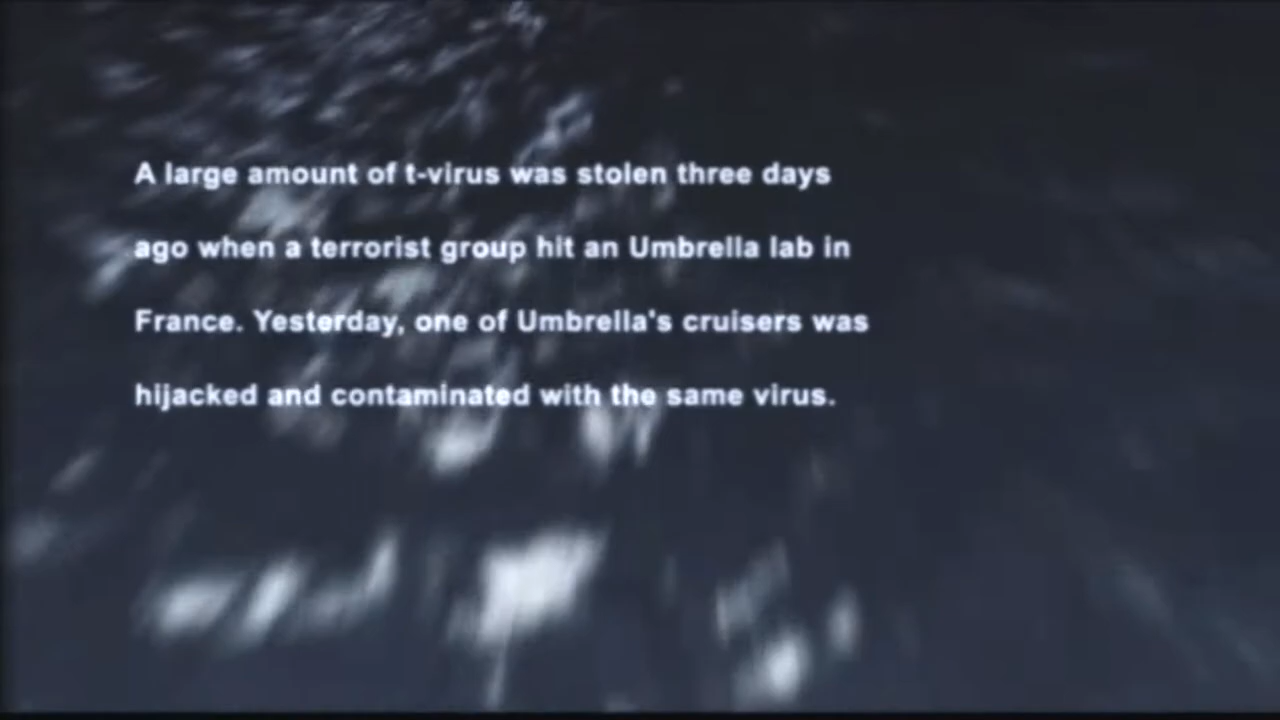 A large amount of t-virus was stolen three days
ago when a terrorist group hit an Umbrella lab in
France. Yesterday, one of Umbrella's cruisers was
hijacked and contaminated with the same virus.